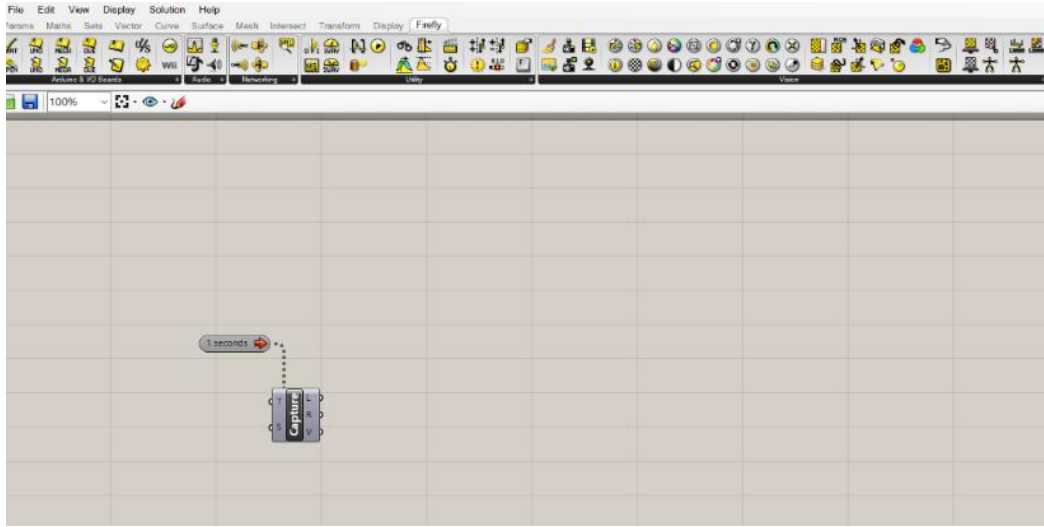 File Edit View Display Solution Help
Params Maths Sets Vector Curve Surface Mesh Intersect Transform Display Firefly
Wii
Arduino & I/O Boards Audio Networking Utility Vision
100%
1 seconds
T Capture L
R
S V